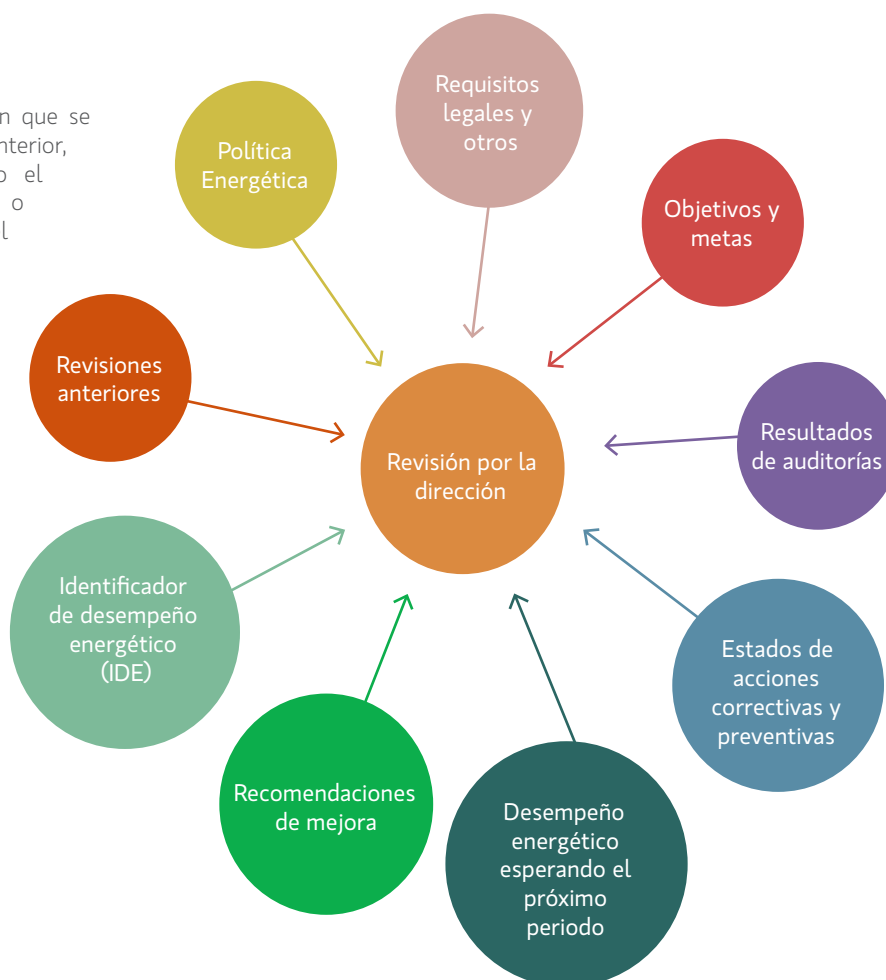 n que se
nterior,
o el
o
l
Requisitos
legales y
otros
Política
Energética
Objetivos y
metas
Revisiones
anteriores
Revisión por la
dirección
Resultados
de auditorías
Identificador
de desempeño
energético
(IDE)
Estados de
acciones
correctivas y
preventivas
Recomendaciones
de mejora
Desempeño
energético
esperando el
próximo
periodo